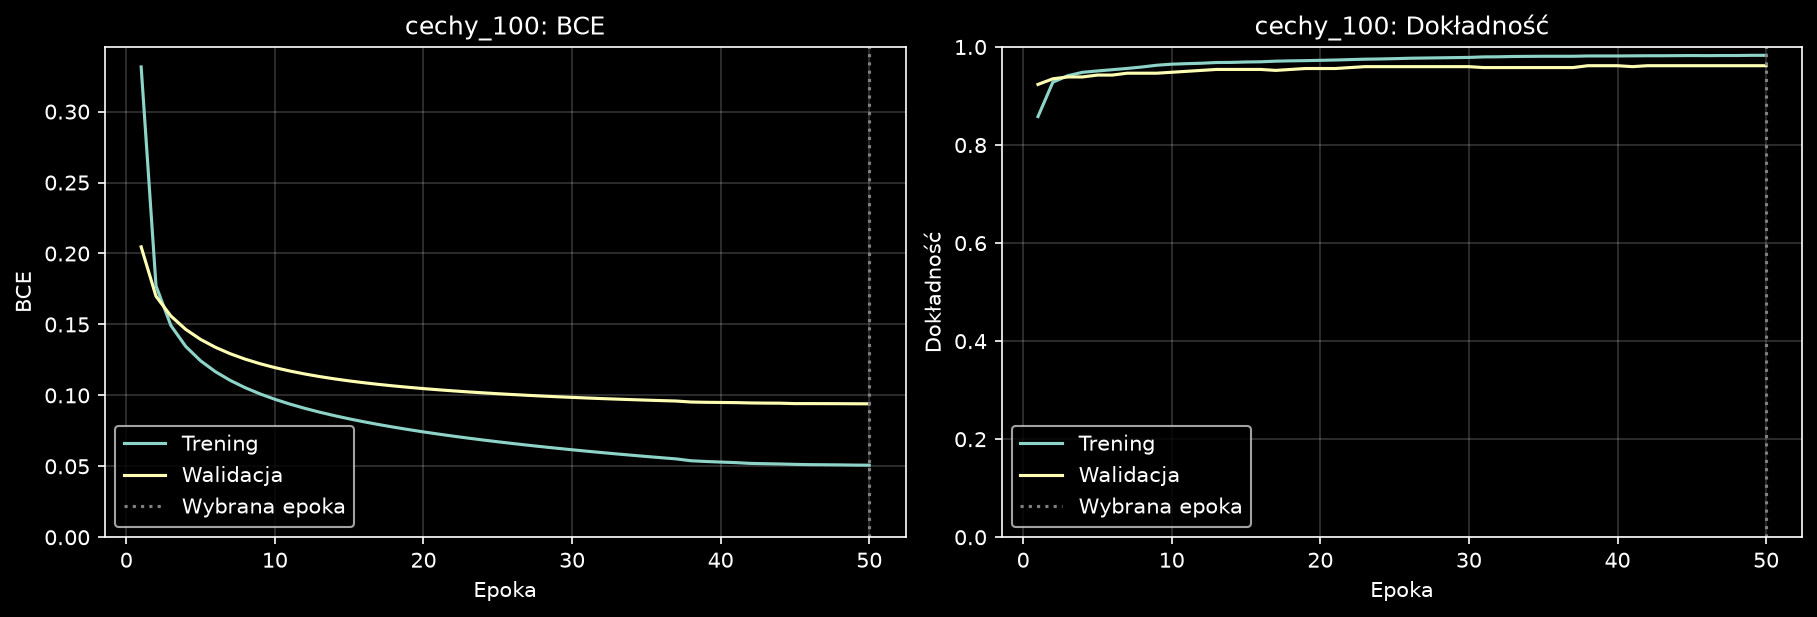 cechy_100: BCE
BCE
0.30
0.25
0.20
0.15
0.10
0.05
0.00
Trening
Walidacja
Wybrana epoka
0 10 20 30 40 50
Epoka
cechy_100: Dokładność
Dokładność
1.0
0.8
0.6
0.4
0.2
0.0
Trening
Walidacja
Wybrana epoka
0 10 20 30 40 50
Epoka